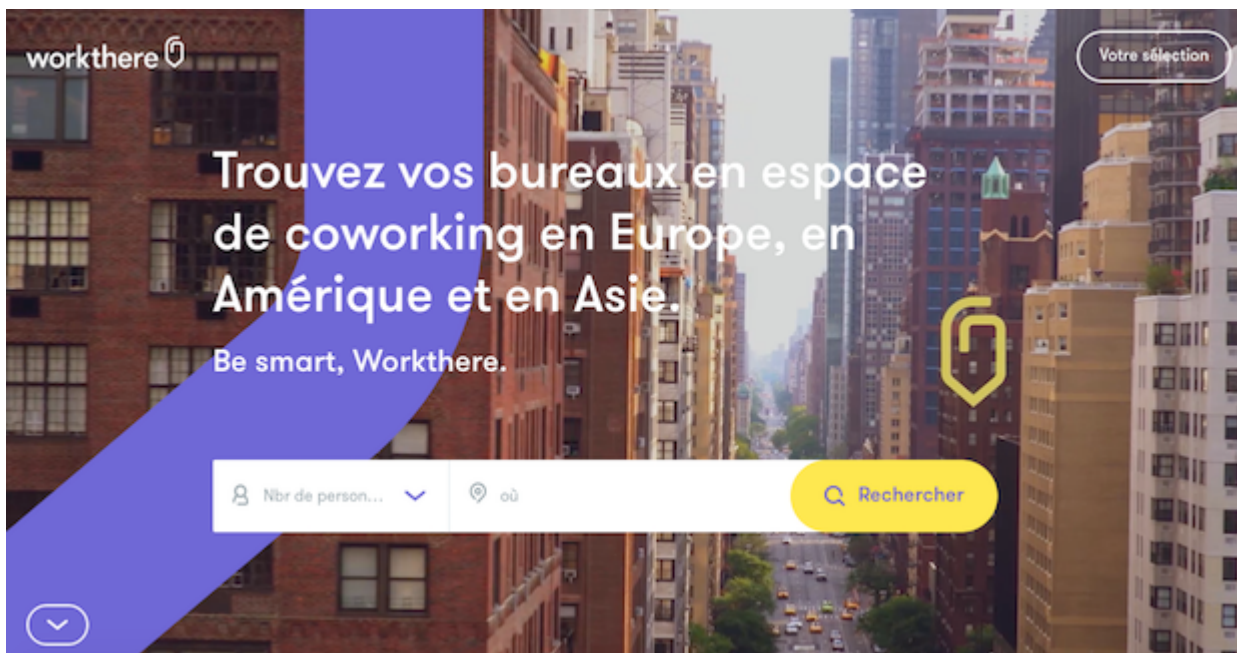 workthere
Votre sélection
Trouvez vos bureaux en espace
de coworking en Europe, en
Amérique et en Asie.
Be smart, Workthere.
Nbr de person...
où
Rechercher